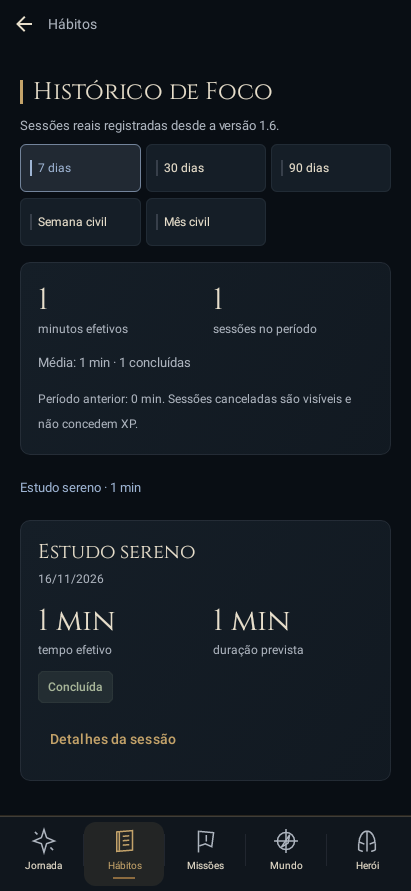 Hábitos
Histórico de Foco
Sessões reais registradas desde a versão 1.6.
7 dias
30 dias
90 dias
Semana civil
Mês civil
1
1
minutos efetivos
sessões no período
Média: 1 min · 1 concluídas
Período anterior: 0 min. Sessões canceladas são visíveis e
não concedem XP.
Estudo sereno · 1 min
Estudo sereno
16/11/2026
1 min
1 min
tempo efetivo
duração prevista
Concluída
Detalhes da sessão
Jornada
Hábitos
Missões
Mundo
Herói